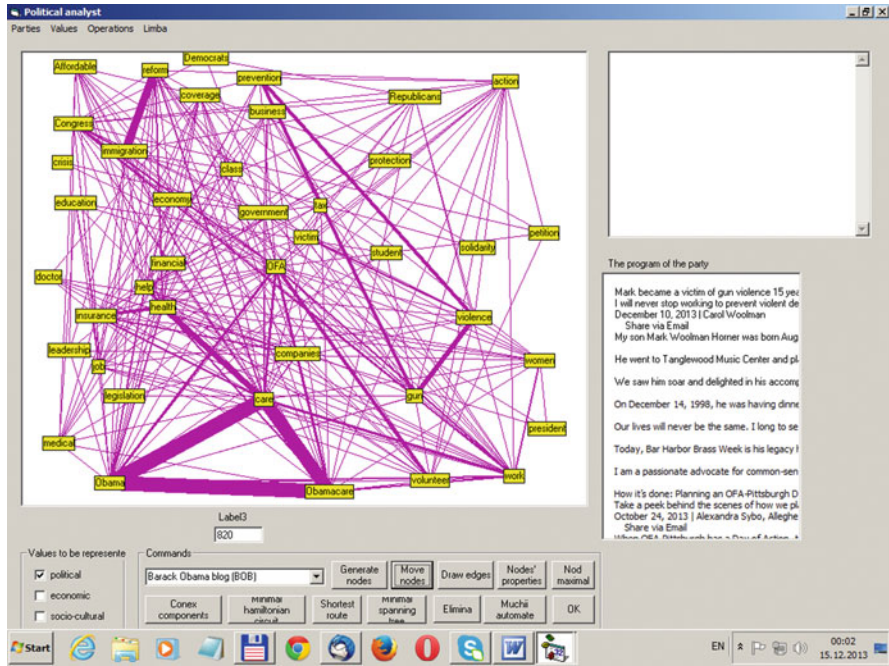 Political analyst
Parties Values Operations Limba
Democrats
Affordable
reform
prevention
action
coverage
Republicans
business
Congress
immigration
protection
crisis
class
education
economy
government
tax
petition
victim
student
solidarity
financial
OFA
doctor
help
health
insurance
violence
leadership
companies
women
job
legislation
care
gun
president
medical
Obama
Obamacare
volunteer
work
The program of the party
Mark became a victim of gun violence 15 yea
I will never stop working to prevent violent de
December 10, 2013 | Carol Woolman
Share via Email
My son Mark Woolman Horner was born Aug
He went to Tanglewood Music Center and pl
We saw him soar and delighted in his accomp
On December 14, 1998, he was having dinne
Our lives will never be the same. I long to se
Today, Bar Harbor Brass Week is his legacy
I am a passionate advocate for common-sen
How it's done: Planning an OFA-Pittsburgh D
Take a peek behind the scenes of how we pl
October 24, 2013 | Alexandra Sybo, Alleghe
Share via Email
When OFA-Pittsburgh has a Day of Action
Label3
820
Values to be represente
political
economic
socio-cultural
Commands
Barack Obama blog (BOB)
Generate nodes
Move nodes
Draw edges
Nodes' properties
Nod maximal
Conex components
Minimal hamiltonian circuit
Shortest route
Minimal spanning tree
Elimina
Muchii automate
OK
Start
EN
00:02
15.12.2013